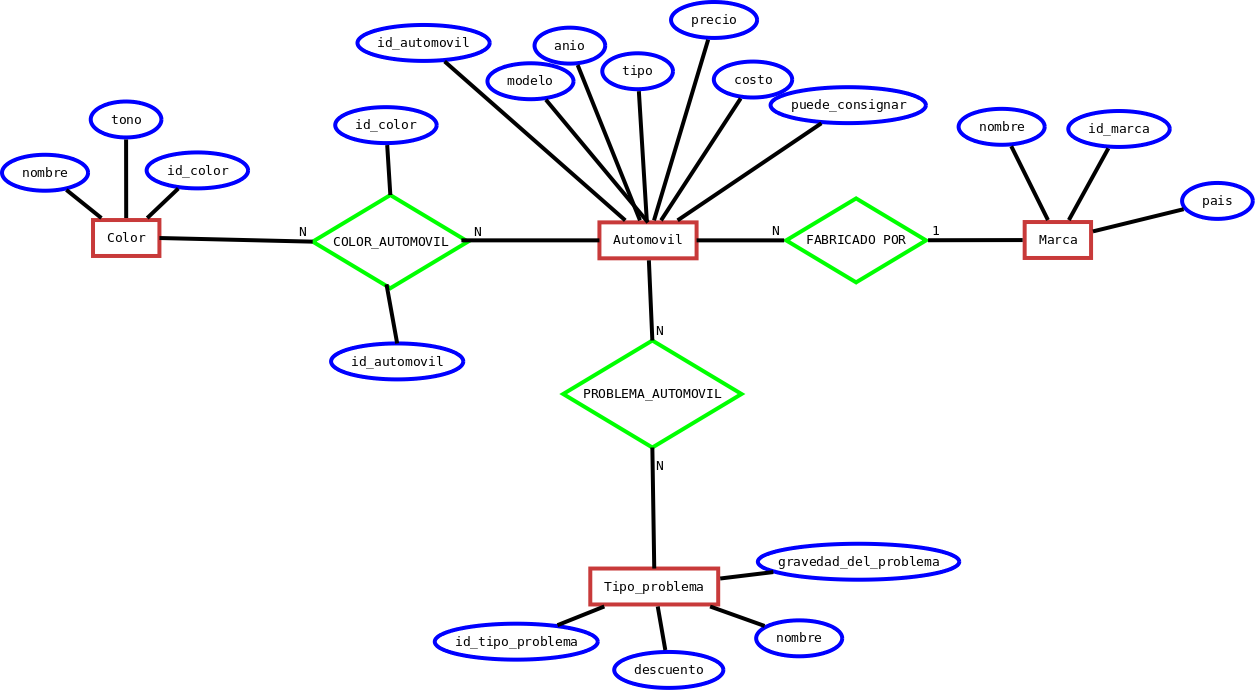 precio
id_automovil
anio
tipo
modelo
costo
puede_consignar
tono
id_color
nombre
id_marca
nombre
id_color
pais
Color
N
COLOR_AUTOMOVIL
N
Automovil
N
FABRICADO POR
1
Marca
N
id_automovil
PROBLEMA_AUTOMOVIL
N
gravedad_del_problema
Tipo_problema
id_tipo_problema
nombre
descuento